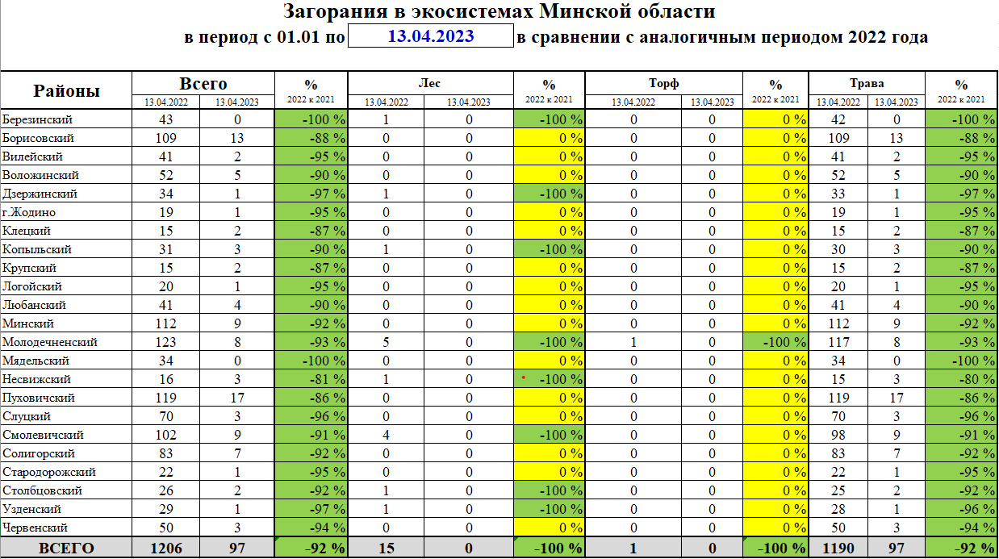 Загорания в экосистемах Минской области
в период с 01.01 по 13.04.2023 в сравнении с аналогичным периодом 2022 года
Районы Всего % Лес % Торф % Трава %
13.04.2022 13.04.2023 2022 к 2021 13.04.2022 13.04.2023 2022 к 2021 13.04.2022 13.04.2023 2022 к 2021 13.04.2022 13.04.2023 2022 к 2021
Березинский 43 0 -100 % 1 0 -100 % 0 0 0 % 42 0 -100 %
Борисовский 109 13 -88 % 0 0 0 % 0 0 0 % 109 13 -88 %
Вилейский 41 2 -95 % 0 0 0 % 0 0 0 % 41 2 -95 %
Воложинский 52 5 -90 % 0 0 0 % 0 0 0 % 52 5 -90 %
Дзержинский 34 1 -97 % 1 0 -100 % 0 0 0 % 33 1 -97 %
г.Жодино 19 1 -95 % 0 0 0 % 0 0 0 % 19 1 -95 %
Клецкий 15 2 -87 % 0 0 0 % 0 0 0 % 15 2 -87 %
Копыльский 31 3 -90 % 1 0 -100 % 0 0 0 % 30 3 -90 %
Крупский 15 2 -87 % 0 0 0 % 0 0 0 % 15 2 -87 %
Логойский 20 1 -95 % 0 0 0 % 0 0 0 % 20 1 -95 %
Любанский 41 4 -90 % 0 0 0 % 0 0 0 % 41 4 -90 %
Минский 112 9 -92 % 0 0 0 % 0 0 0 % 112 9 -92 %
Молодечненский 123 8 -93 % 5 0 -100 % 1 0 -100 % 117 8 -93 %
Мядельский 34 0 -100 % 0 0 0 % 0 0 0 % 34 0 -100 %
Несвижский 16 3 -81 % 1 0 -100 % 0 0 0 % 15 3 -80 %
Пуховичский 119 17 -86 % 0 0 0 % 0 0 0 % 119 17 -86 %
Слуцкий 70 3 -96 % 0 0 0 % 0 0 0 % 70 3 -96 %
Смолевичский 102 9 -91 % 4 0 -100 % 0 0 0 % 98 9 -91 %
Солигорский 83 7 -92 % 0 0 0 % 0 0 0 % 83 7 -92 %
Стародорожский 22 1 -95 % 0 0 0 % 0 0 0 % 22 1 -95 %
Столбцовский 26 2 -92 % 1 0 -100 % 0 0 0 % 25 2 -92 %
Узденский 29 1 -97 % 1 0 -100 % 0 0 0 % 28 1 -96 %
Червенский 50 3 -94 % 0 0 0 % 0 0 0 % 50 3 -94 %
ВСЕГО 1206 97 -92 % 15 0 -100 % 1 0 -100 % 1190 97 -92 %